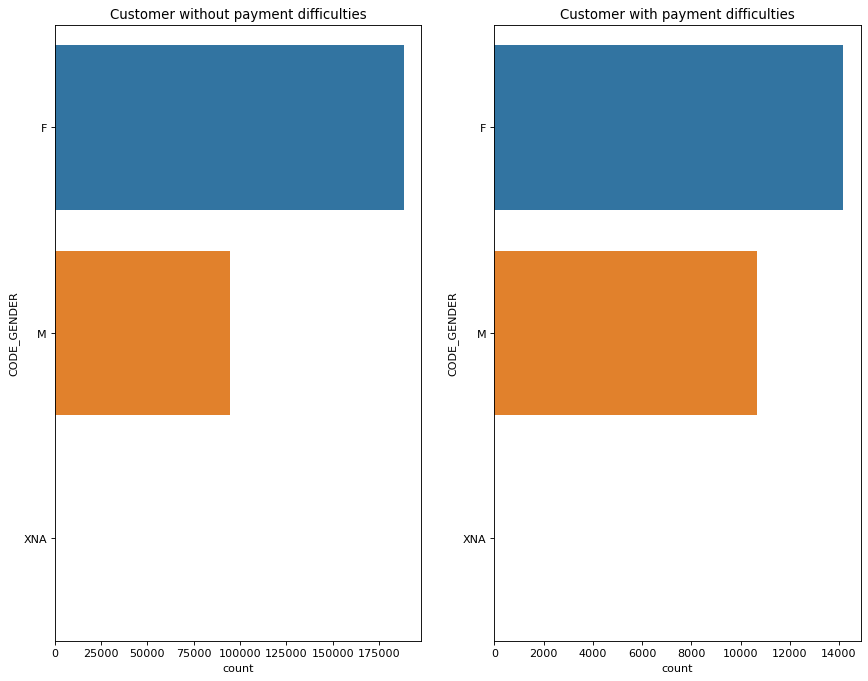 Customer without payment difficulties
CODE_GENDER
F
M
XNA
0 25000 50000 75000 100000 125000 150000 175000
count
Customer with payment difficulties
CODE_GENDER
F
M
XNA
0 2000 4000 6000 8000 10000 12000 14000
count